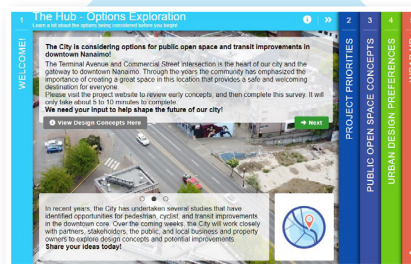 1
The Hub - Options Exploration
Learn a bit about the options being considered before you begin!
WELCOME!
The City is considering options for public open space and transit improvements in
downtown Nanaimo!
The Terminal Avenue and Commercial Street intersection is the heart of our city and the
gateway to downtown Nanaimo. Through the years the community has emphasized the
importance of creating a great space in this location that provides a safe and welcoming
destination for everyone.
Please visit the project website to review early concepts, and then complete this survey. It will
only take about 5 to 10 minutes to complete.
We need your input to help shape the future of our city!
View Design Concepts Here
Next
In recent years, the City has undertaken several studies that have
identified opportunities for pedestrian, cyclist, and transit improvements
in the downtown core. Over the coming weeks, the City will work closely
with partners, stakeholders, the public, and local business and property
owners to explore design concepts and potential improvements.
Share your ideas today!
2
PROJECT PRIORITIES
3
PUBLIC OPEN SPACE CONCEPTS
4
URBAN DESIGN PREFERENCES